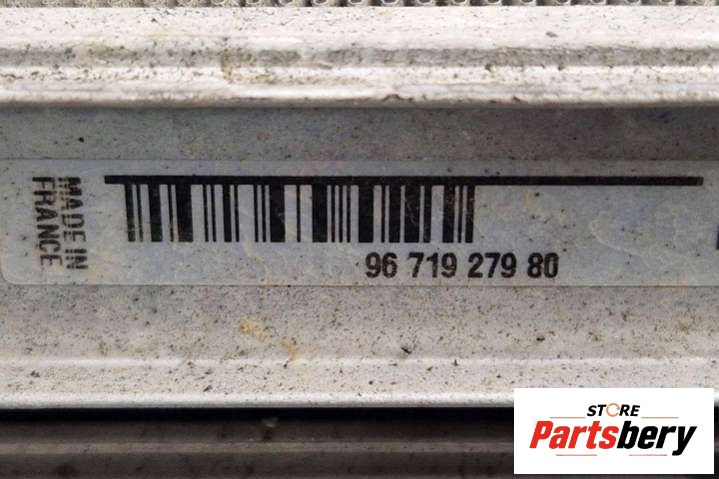 MADE IN
FRANCE
96 719 279 80
STORE
Partsbery